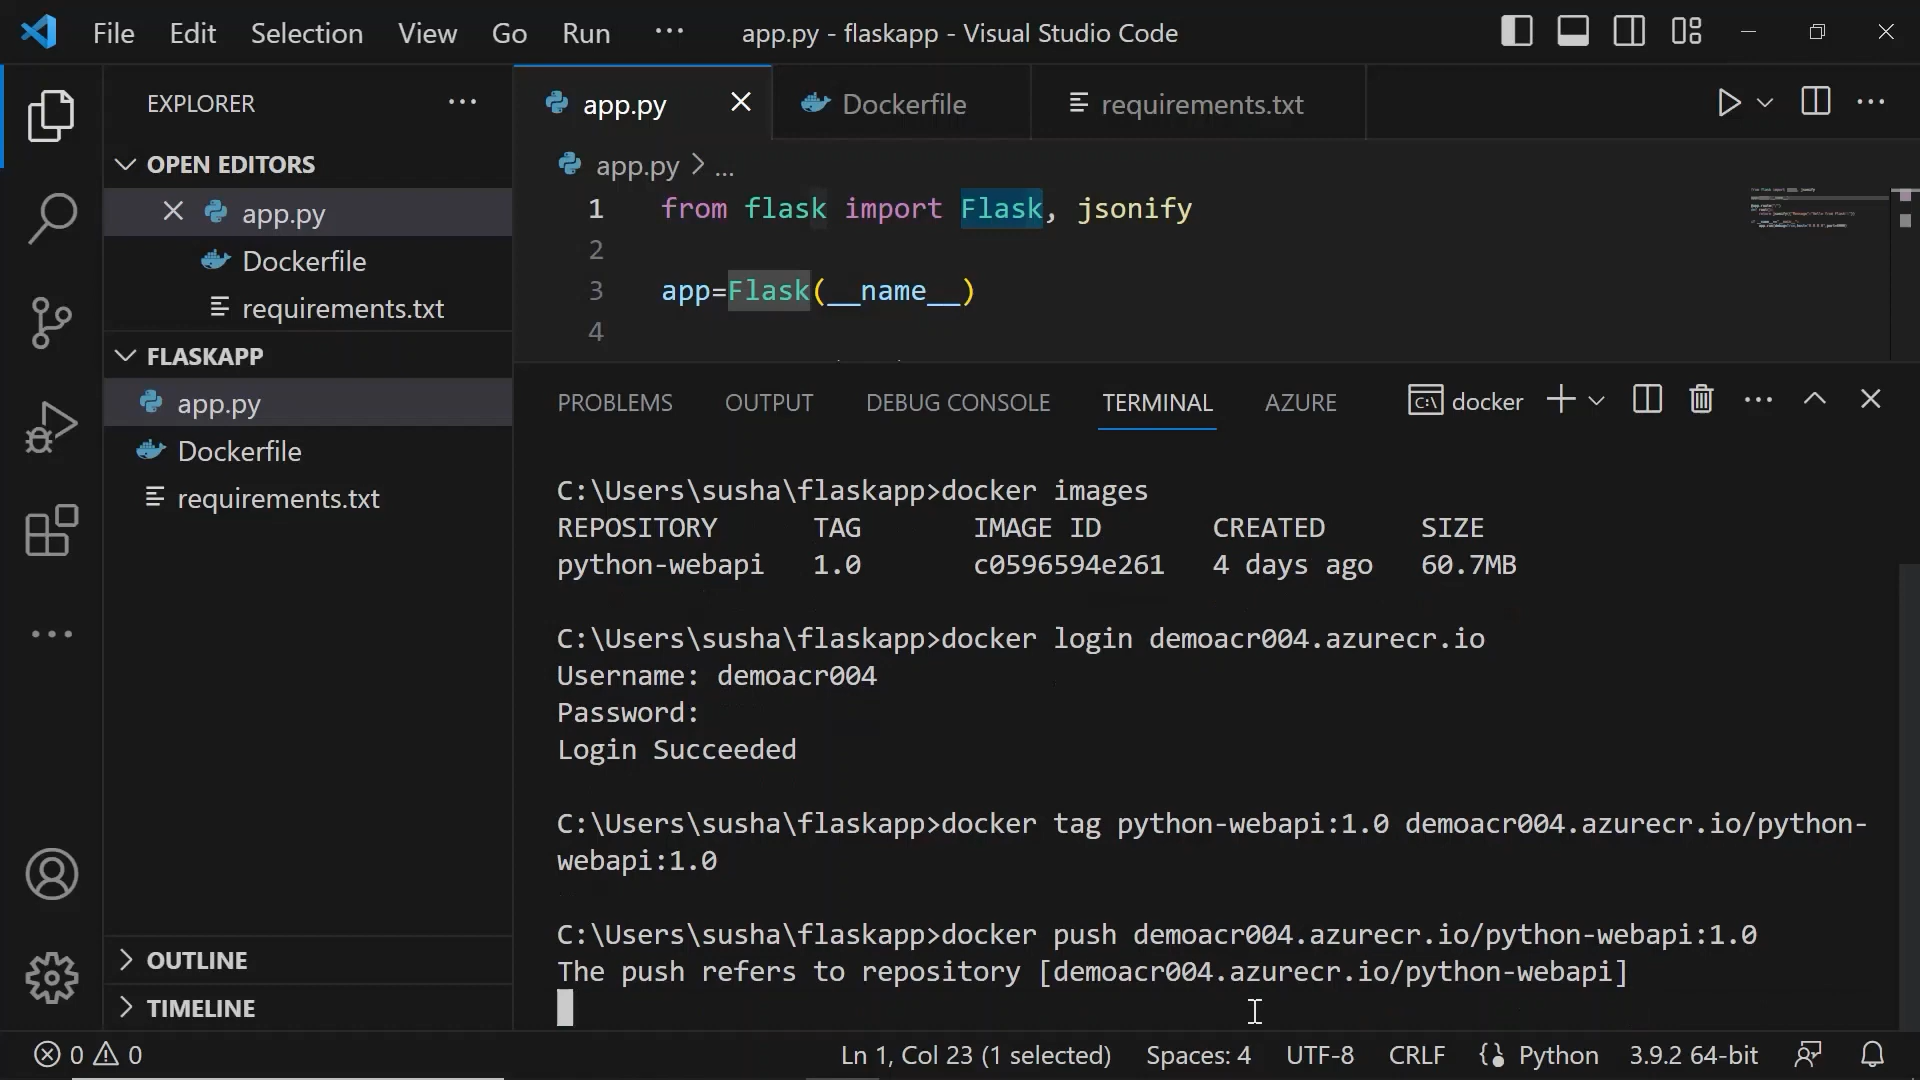 File Edit Selection View Go Run ··· app.py - flaskapp - Visual Studio Code
EXPLORER ···
OPEN EDITORS
app.py
Dockerfile
requirements.txt
FLASKAPP
app.py
Dockerfile
requirements.txt
OUTLINE
TIMELINE
app.py Dockerfile requirements.txt
app.py > ...
1 from flask import Flask, jsonify
2
3 app=Flask(__name__)
4
PROBLEMS OUTPUT DEBUG CONSOLE TERMINAL AZURE docker
C:\Users\susha\flaskapp>docker images
REPOSITORY TAG IMAGE ID CREATED SIZE
python-webapi 1.0 c0596594e261 4 days ago 60.7MB
C:\Users\susha\flaskapp>docker login demoacr004.azurecr.io
Username: demoacr004
Password:
Login Succeeded
C:\Users\susha\flaskapp>docker tag python-webapi:1.0 demoacr004.azurecr.io/python-
webapi:1.0
C:\Users\susha\flaskapp>docker push demoacr004.azurecr.io/python-webapi:1.0
The push refers to repository [demoacr004.azurecr.io/python-webapi]
0 0 Ln 1, Col 23 (1 selected) Spaces: 4 UTF-8 CRLF Python 3.9.2 64-bit